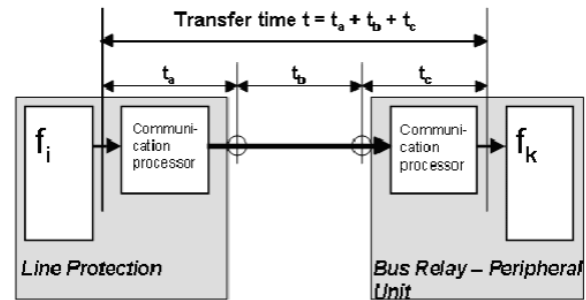 Transfer time t = ta + tb + tc
ta
tb
tc
fi
Communi-
cation
processor
Communi-
cation
processor
fk
Line Protection
Bus Relay – Peripheral
Unit